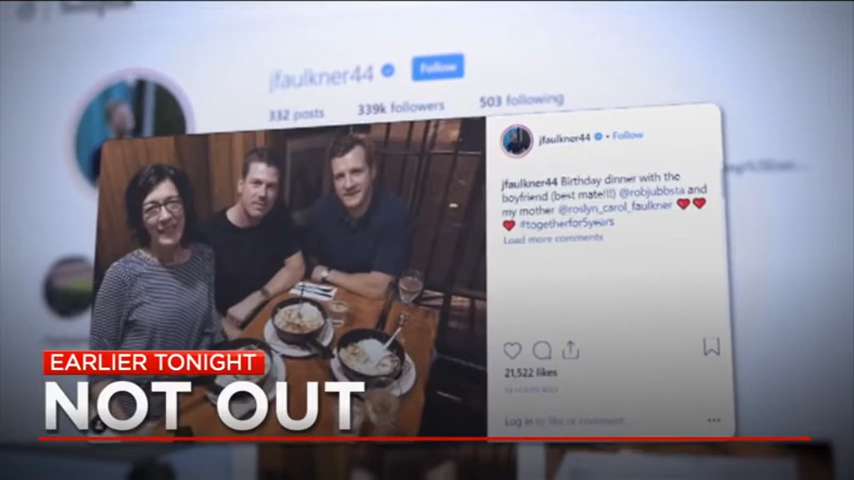 jfaulkner44 Follow
332 posts 339k followers 503 following
jfaulkner44 • Follow
jfaulkner44 Birthday dinner with the
boyfriend (best mate!!!) @robjubbsta and
my mother @roslyn_carol_faulkner ❤❤
❤ #togetherfor5years
Load more comments
21,522 likes
Log in to like or comment.
EARLIER TONIGHT
NOT OUT